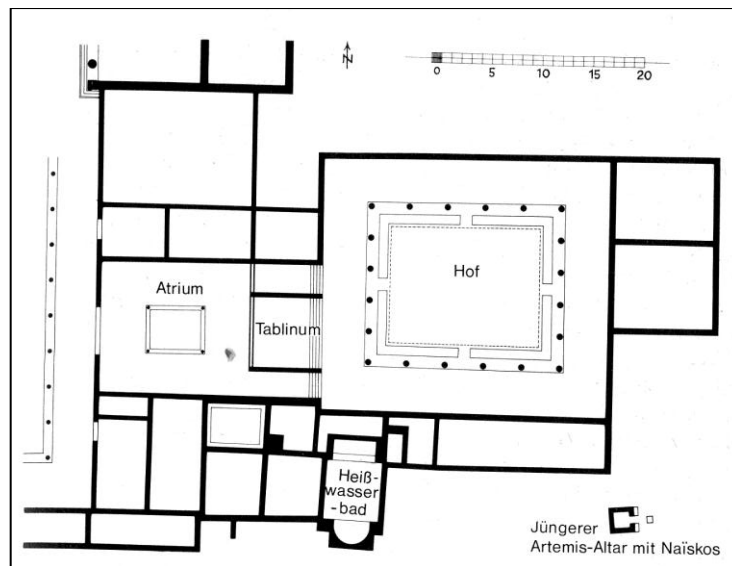 N
0 5 10 15 20
Atrium
Tablinum
Hof
Heiß-
wasser
-bad
Jüngerer
Artemis-Altar mit Naïskos